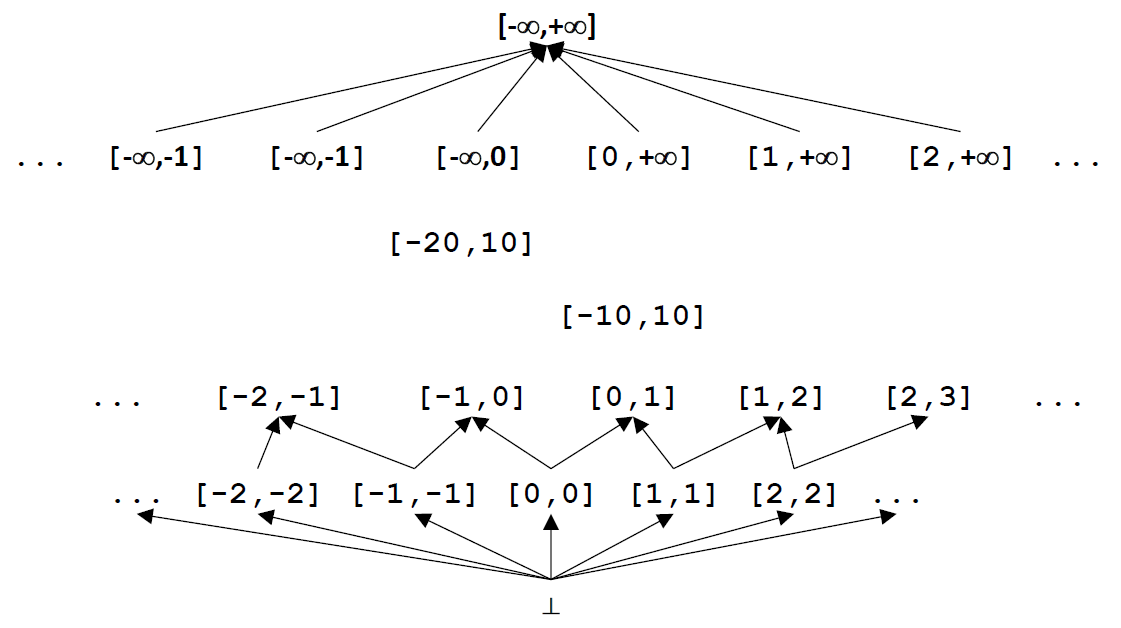 [-∞,+∞]
... [-∞,-1] [-∞,-1] [-∞,0] [0,+∞] [1,+∞] [2,+∞] ...
[-20,10]
[-10,10]
... [-2,-1] [-1,0] [0,1] [1,2] [2,3] ...
... [-2,-2] [-1,-1] [0,0] [1,1] [2,2] ...
⊥